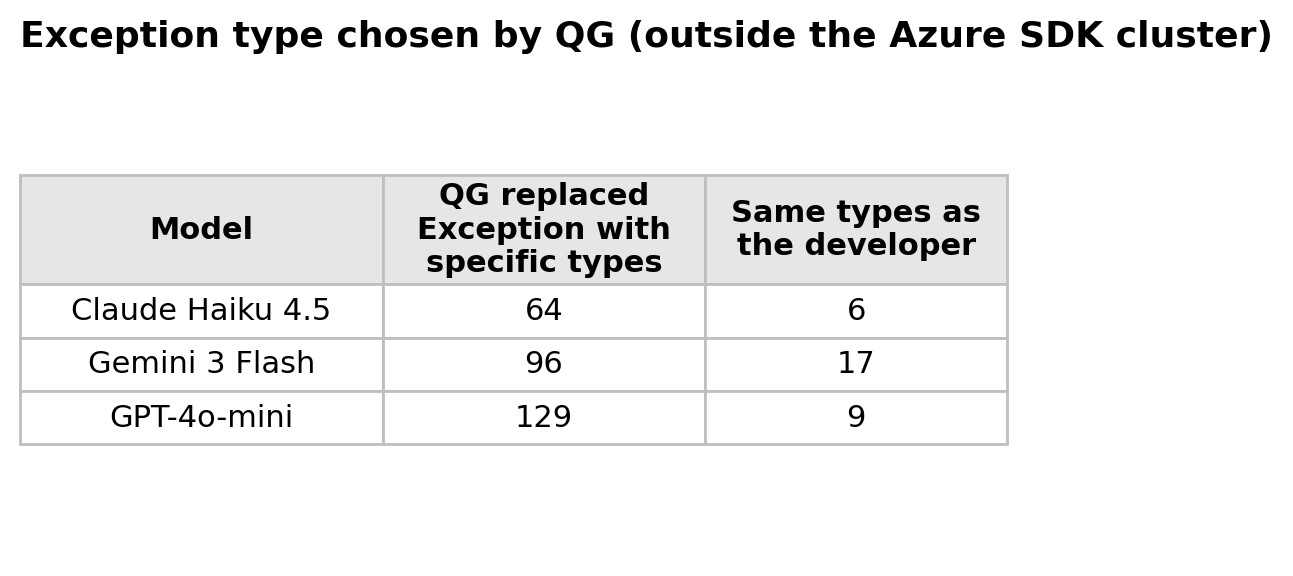 Exception type chosen by QG (outside the Azure SDK cluster)
Model
QG replaced
Exception with
specific types
Same types as
the developer
Claude Haiku 4.5 64 6
Gemini 3 Flash 96 17
GPT-4o-mini 129 9